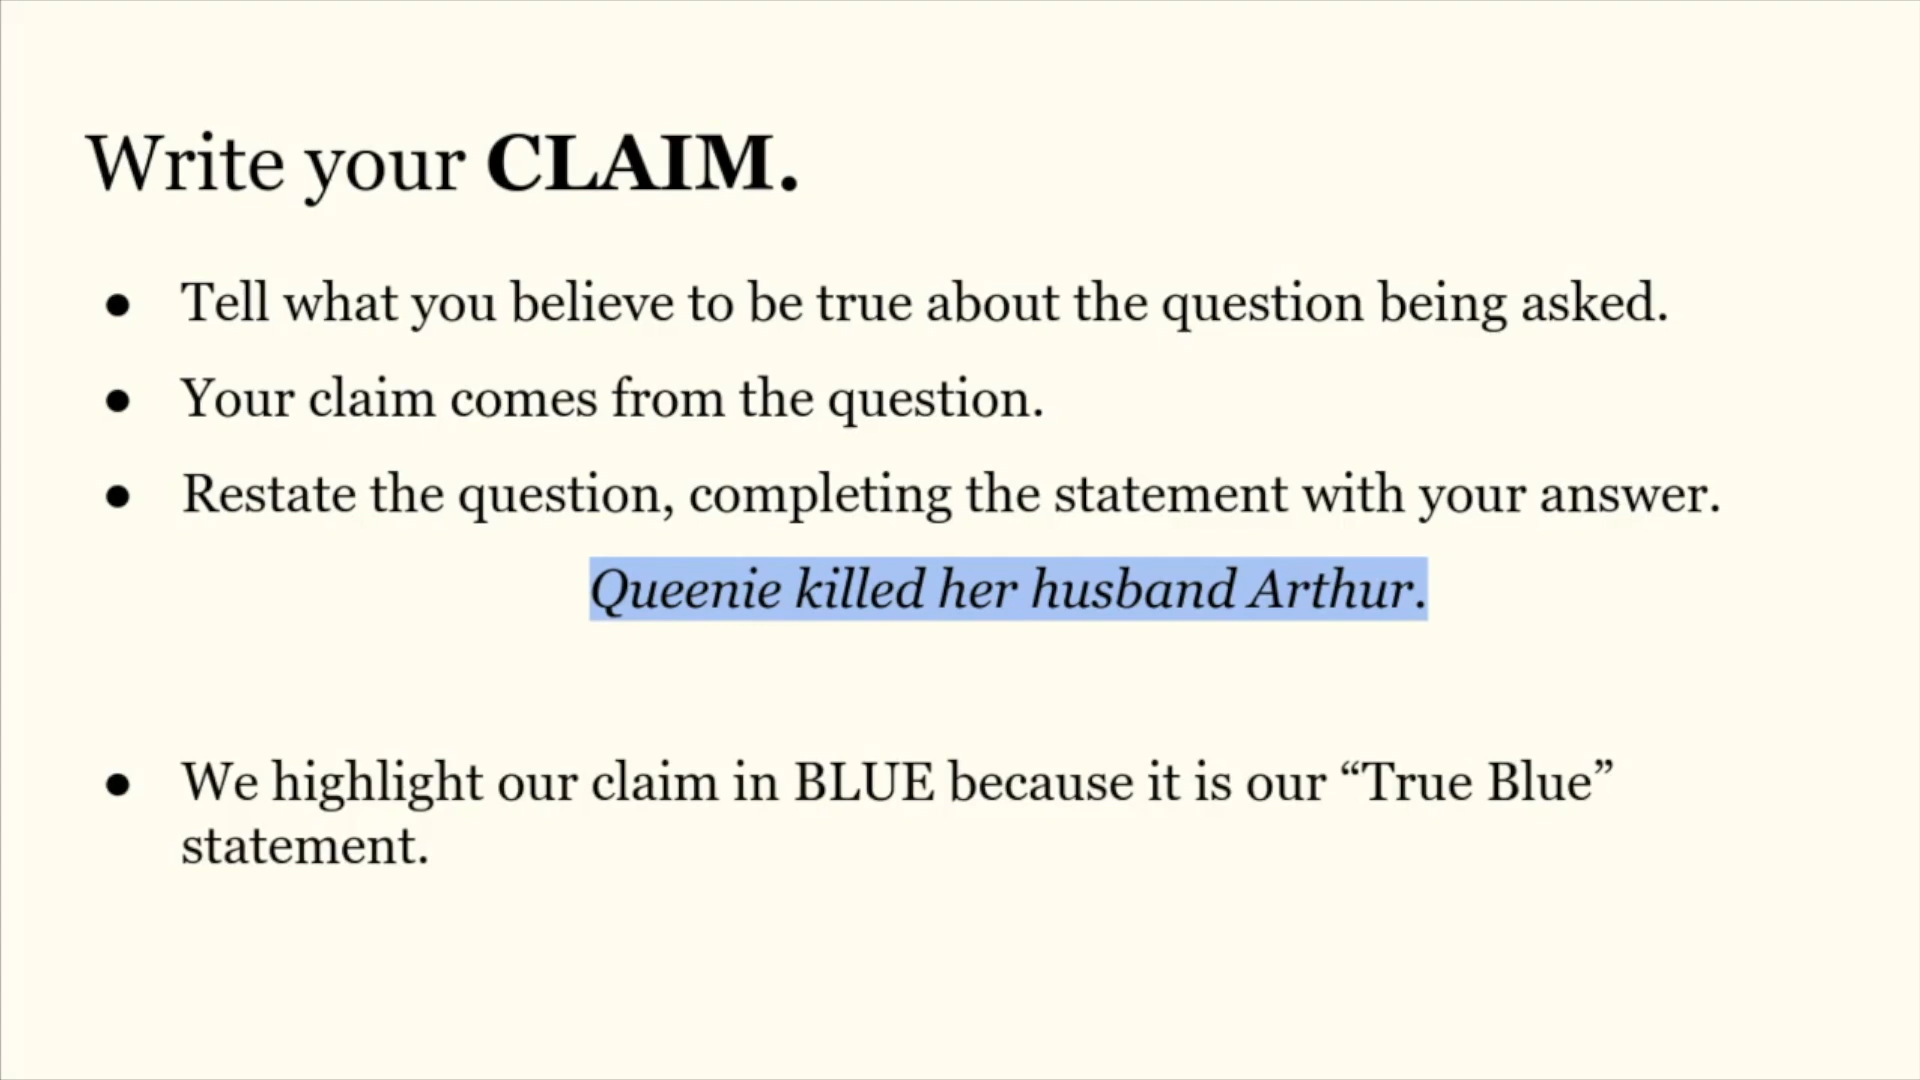 Write your CLAIM.
● Tell what you believe to be true about the question being asked.
● Your claim comes from the question.
● Restate the question, completing the statement with your answer.
Queenie killed her husband Arthur.
● We highlight our claim in BLUE because it is our “True Blue”
statement.